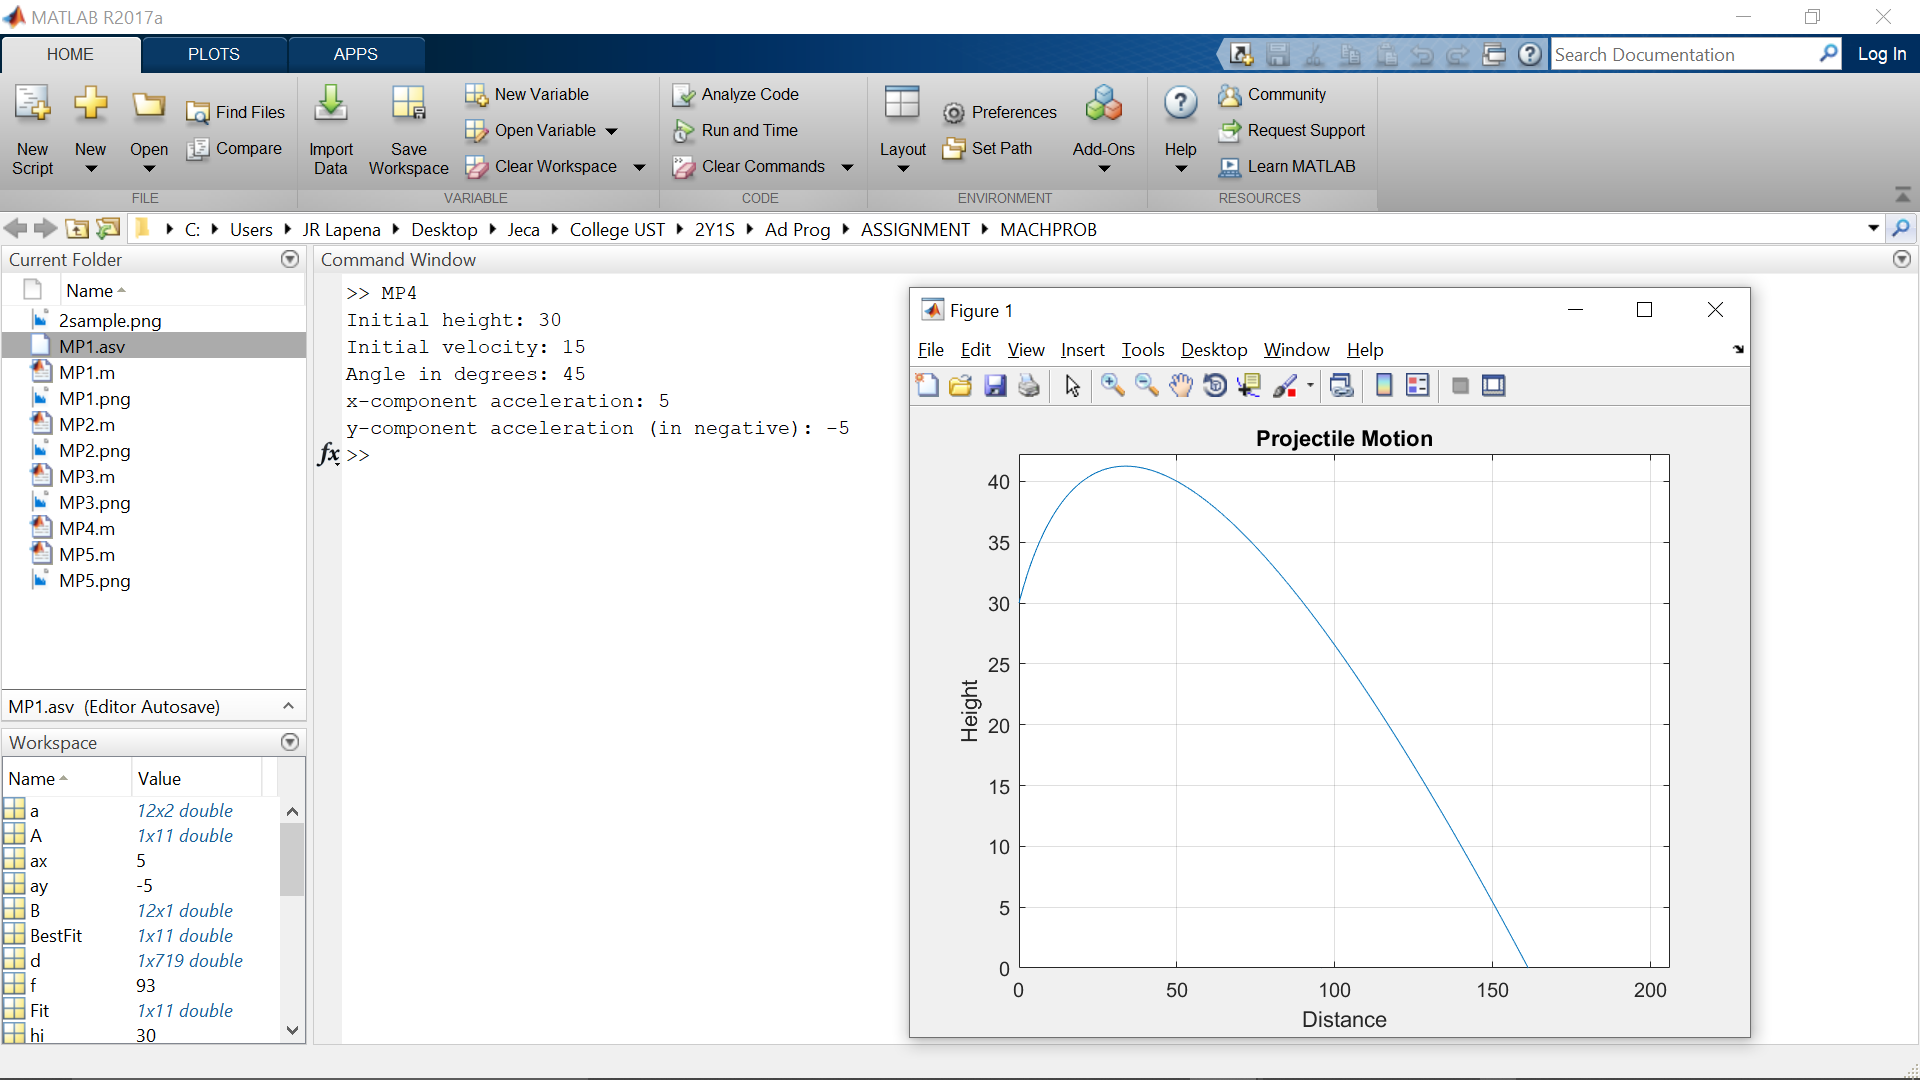 MATLAB R2017a
HOME PLOTS APPS
Search Documentation Log In
New Script
New
Open
Find Files
Compare
FILE
Import Data
Save Workspace
New Variable
Open Variable
Clear Workspace
VARIABLE
Analyze Code
Run and Time
Clear Commands
CODE
Layout
Preferences
Set Path
Add-Ons
ENVIRONMENT
Help
Community
Request Support
Learn MATLAB
RESOURCES
C: Users JR Lapena Desktop Jeca College UST 2Y1S Ad Prog ASSIGNMENT MACHPROB
Current Folder
Name
2sample.png
MP1.asv
MP1.m
MP1.png
MP2.m
MP2.png
MP3.m
MP3.png
MP4.m
MP5.m
MP5.png
MP1.asv (Editor Autosave)
Workspace
Name Value
a 12x2 double
A 1x11 double
ax 5
ay -5
B 12x1 double
BestFit 1x11 double
d 1x719 double
f 93
Fit 1x11 double
hi 30
Command Window
>> MP4
Initial height: 30
Initial velocity: 15
Angle in degrees: 45
x-component acceleration: 5
y-component acceleration (in negative): -5
fx >>
Figure 1
File Edit View Insert Tools Desktop Window Help
Projectile Motion
40
35
30
25
20
15
10
5
0
Height
0 50 100 150 200
Distance